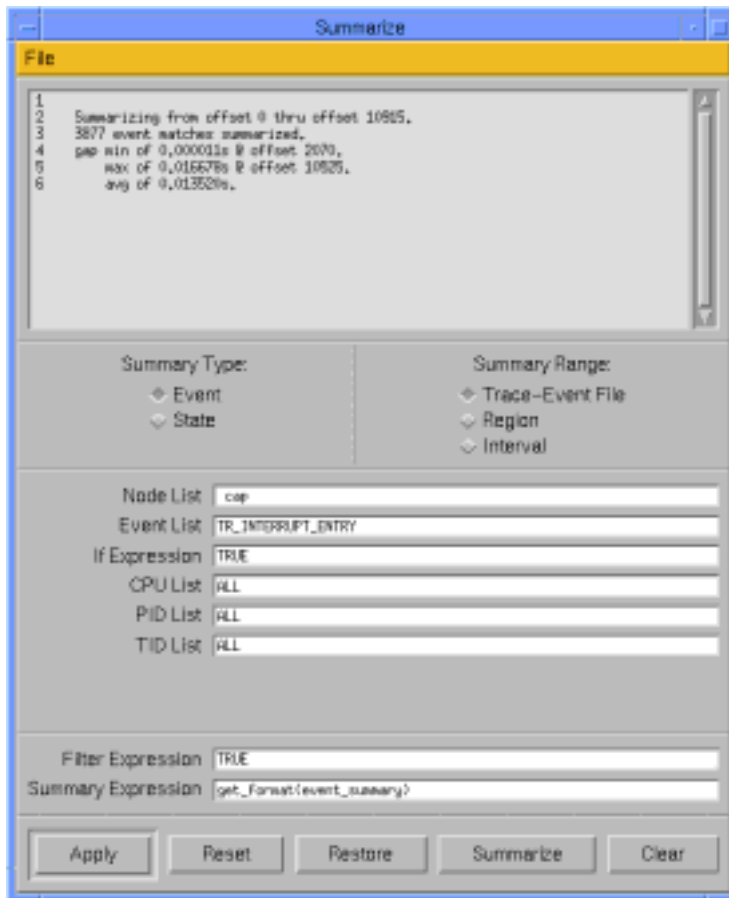 Summarize
File
1
2 Summarizing from offset 0 thru offset 10915.
3 3877 event matches summarized.
4 gap min of 0.000011s @ offset 2070.
5 max of 0.016678s @ offset 10525.
6 avg of 0.013520s.
Summary Type:
Event
State
Summary Range:
Trace-Event File
Region
Interval
Node List cap
Event List TR_INTERRUPT_ENTRY
If Expression TRUE
CPU List ALL
PID List ALL
TID List ALL
Filter Expression TRUE
Summary Expression get_format(event_summary)
Apply Reset Restore Summarize Clear